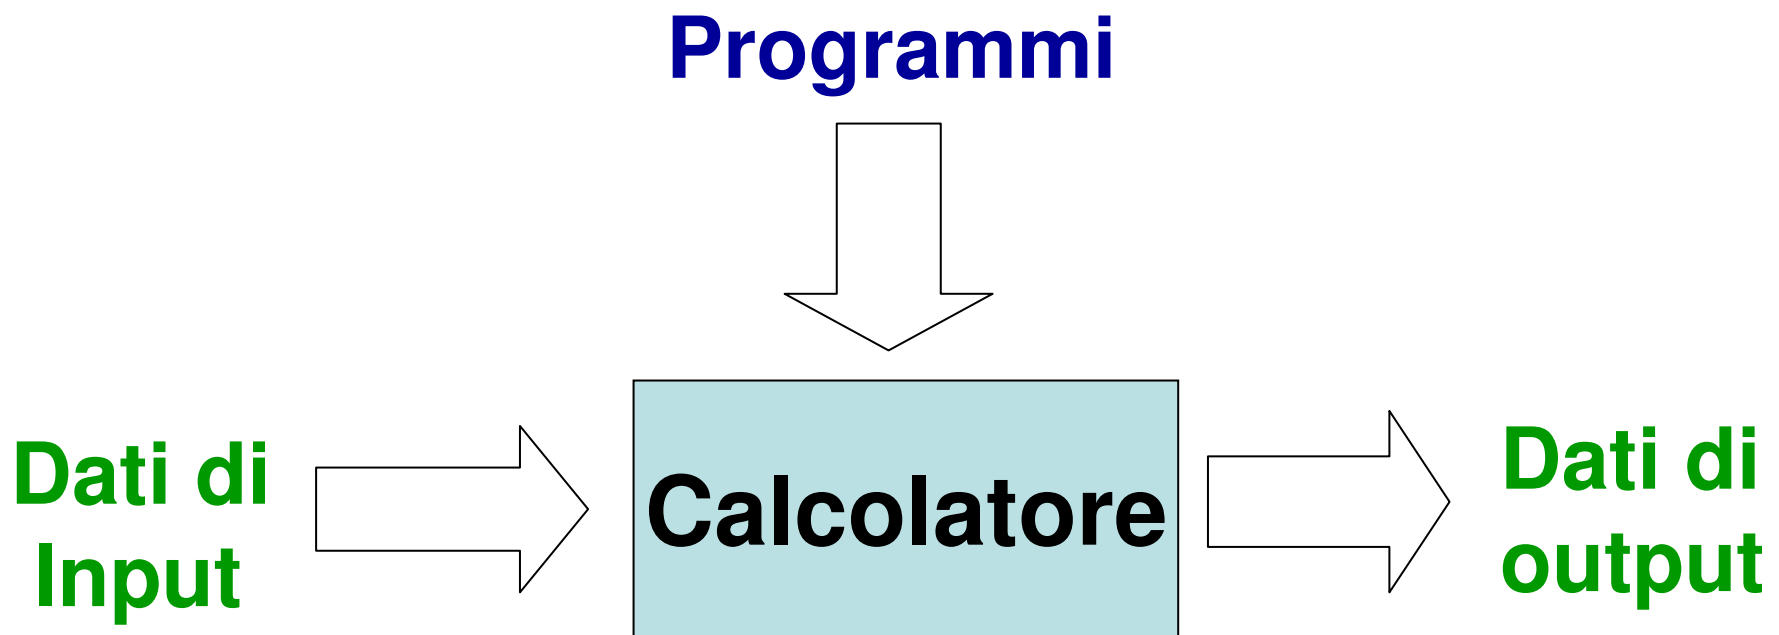 Programmi
Dati di
Input
Calcolatore
Dati di
output